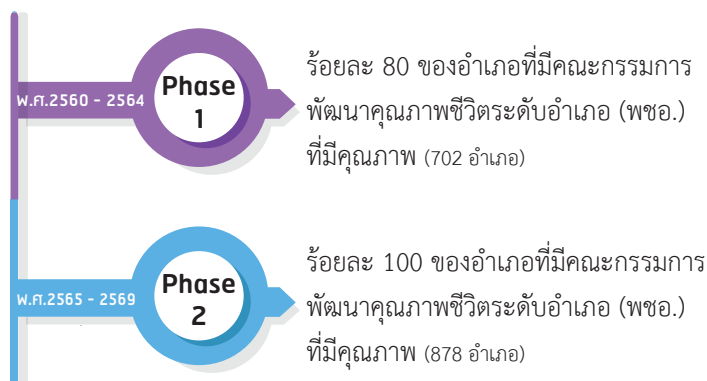 พ.ศ.2560 - 2564
Phase
1
ร้อยละ 80 ของอำเภอที่มีคณะกรรมการ
พัฒนาคุณภาพชีวิตระดับอำเภอ (พชอ.)
ที่มีคุณภาพ (702 อำเภอ)
พ.ศ.2565 - 2569
Phase
2
ร้อยละ 100 ของอำเภอที่มีคณะกรรมการ
พัฒนาคุณภาพชีวิตระดับอำเภอ (พชอ.)
ที่มีคุณภาพ (878 อำเภอ)